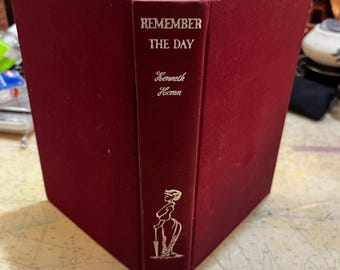 REMEMBER
THE DAY
Kenneth
Horan